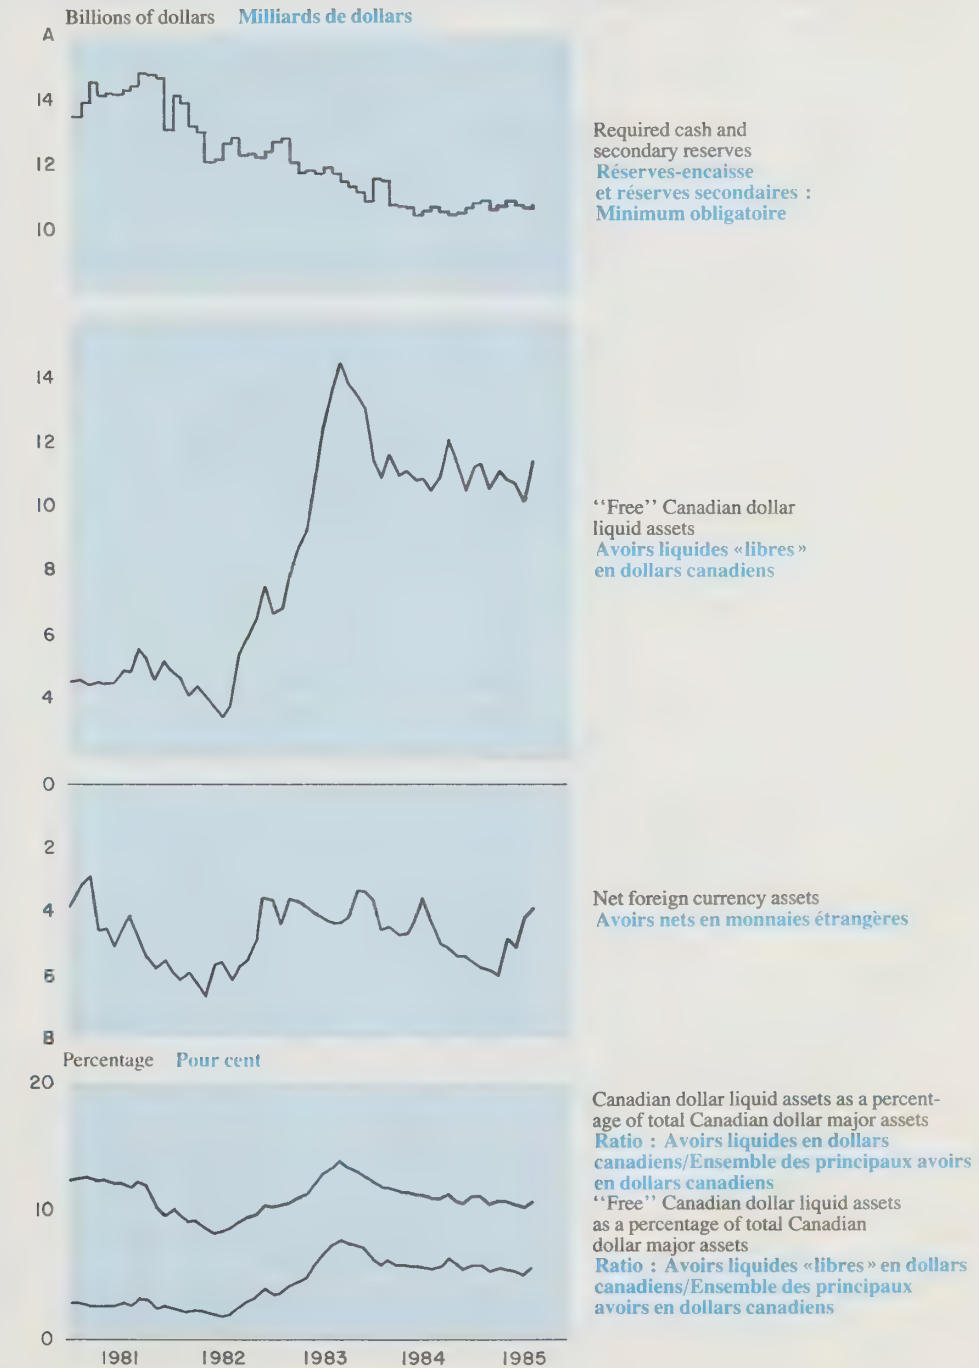 Billions of dollars Milliards de dollars
A
14
12
10
Required cash and
secondary reserves
Réserves-encaisse
et réserves secondaires :
Minimum obligatoire
14
12
10
8
6
4
"Free" Canadian dollar
liquid assets
Avoirs liquides «libres»
en dollars canadiens
0
2
4
6
8
Net foreign currency assets
Avoirs nets en monnaies étrangères
Percentage Pour cent
20
10
0
Canadian dollar liquid assets as a percent-
age of total Canadian dollar major assets
Ratio : Avoirs liquides en dollars
canadiens/Ensemble des principaux avoirs
en dollars canadiens
"Free" Canadian dollar liquid assets
as a percentage of total Canadian
dollar major assets
Ratio : Avoirs liquides «libres» en dollars
canadiens/Ensemble des principaux
avoirs en dollars canadiens
1981 1982 1983 1984 1985